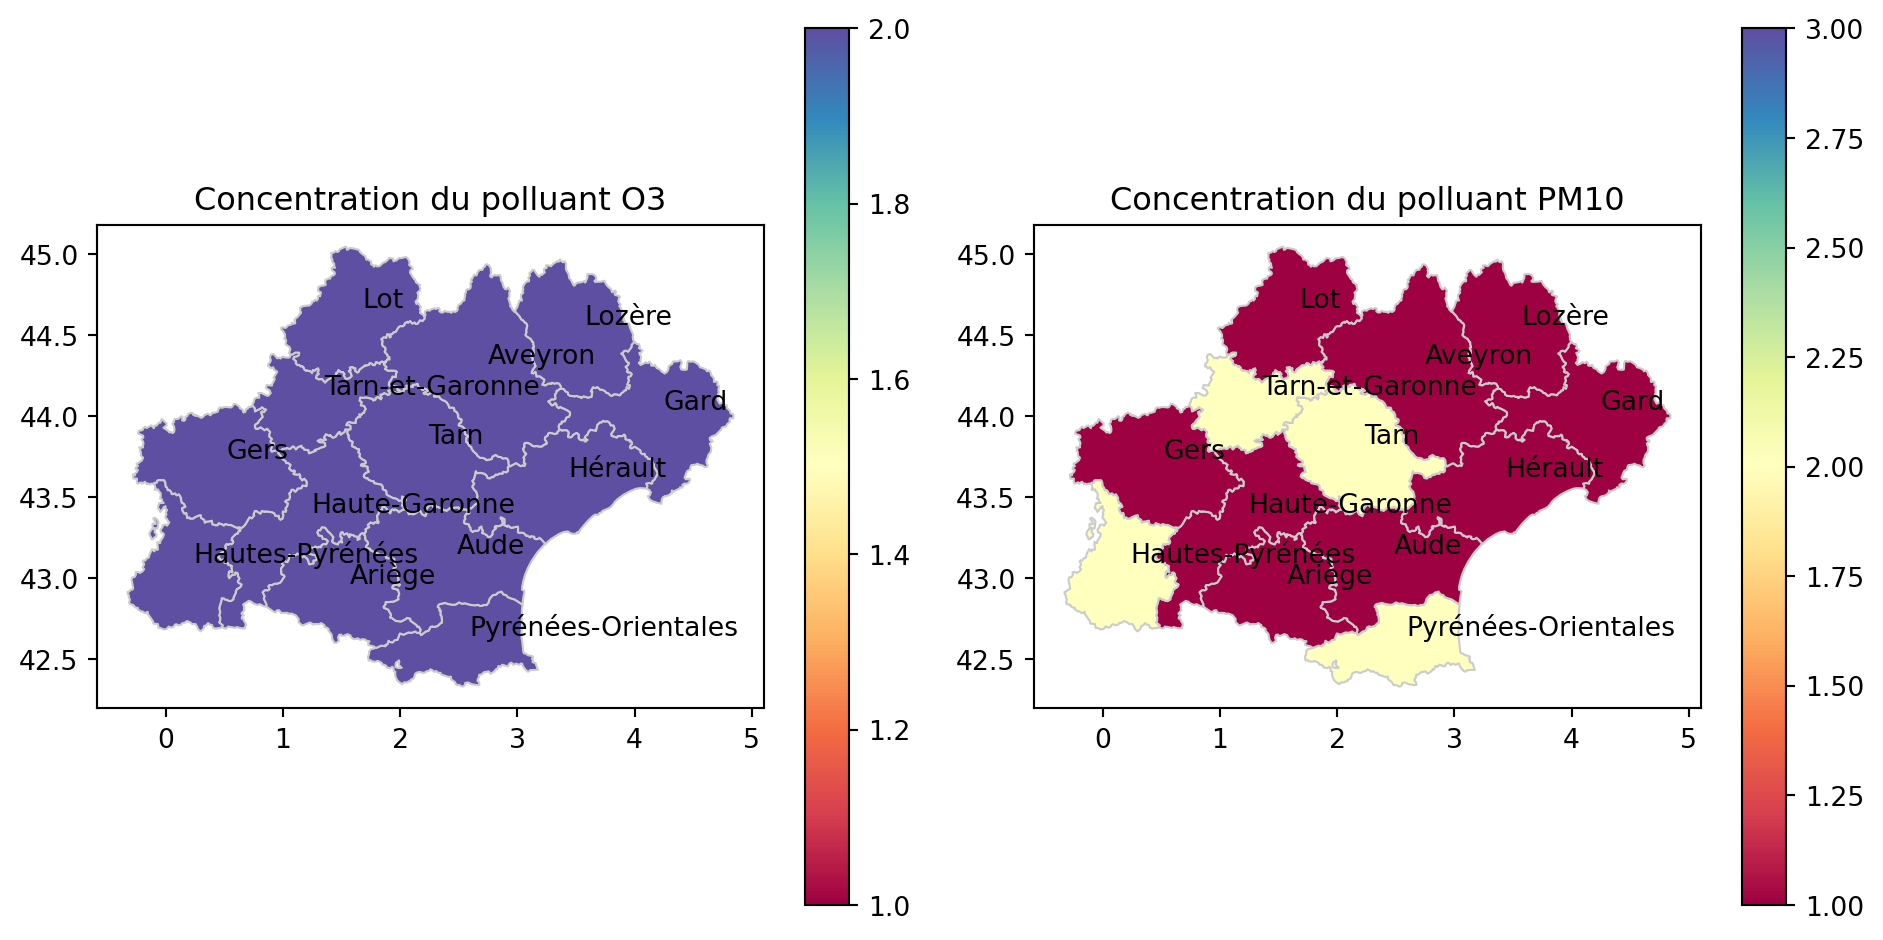 Concentration du polluant O3
45.0
44.5
44.0
43.5
43.0
42.5
0 1 2 3 4 5
Lot
Lozère
Aveyron
Tarn-et-Garonne
Gard
Tarn
Gers
Hérault
Haute-Garonne
Aude
Hautes-Pyrénées
Ariège
Pyrénées-Orientales
2.0
1.8
1.6
1.4
1.2
1.0
Concentration du polluant PM10
45.0
44.5
44.0
43.5
43.0
42.5
0 1 2 3 4 5
Lot
Lozère
Aveyron
Tarn-et-Garonne
Gard
Tarn
Gers
Hérault
Haute-Garonne
Aude
Hautes-Pyrénées
Ariège
Pyrénées-Orientales
3.00
2.75
2.50
2.25
2.00
1.75
1.50
1.25
1.00